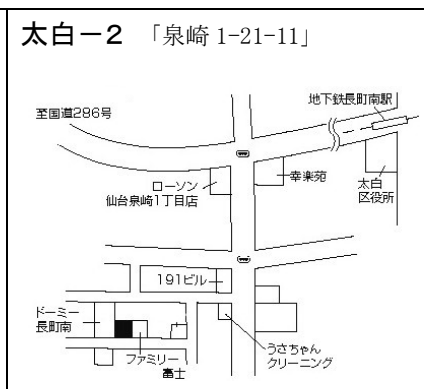 太白－2 「泉崎 1-21-11」
地下鉄長町南駅
至国道286号
幸楽苑
ローソン
仙台泉崎1丁目店
太白
区役所
191ビル
ドーミー
長町南
ファミリー
富士
うさちゃん
クリーニング